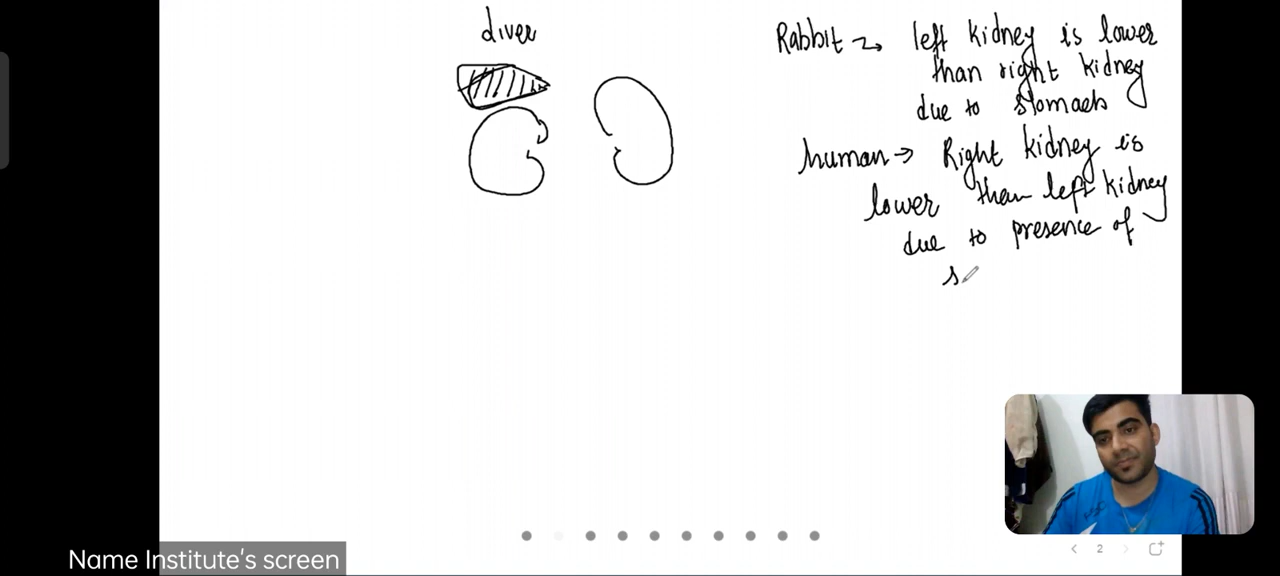 diver
Rabbit → left kidney is lower
than right kidney
due to stomach
human → Right kidney is
lower than left kidney
due to presence of
s
Name Institute's screen
2